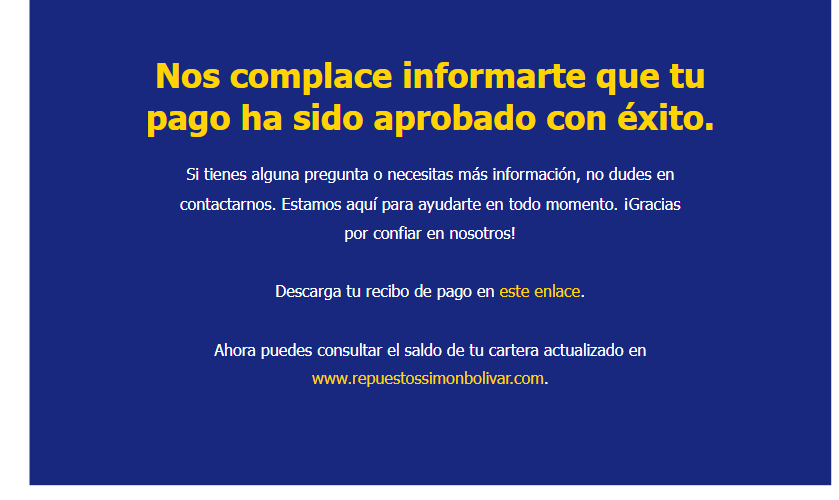 Nos complace informarte que tu
pago ha sido aprobado con éxito.
Si tienes alguna pregunta o necesitas más información, no dudes en
contactarnos. Estamos aquí para ayudarte en todo momento. ¡Gracias
por confiar en nosotros!
Descarga tu recibo de pago en este enlace.
Ahora puedes consultar el saldo de tu cartera actualizado en
www.repuestossimonbolivar.com.